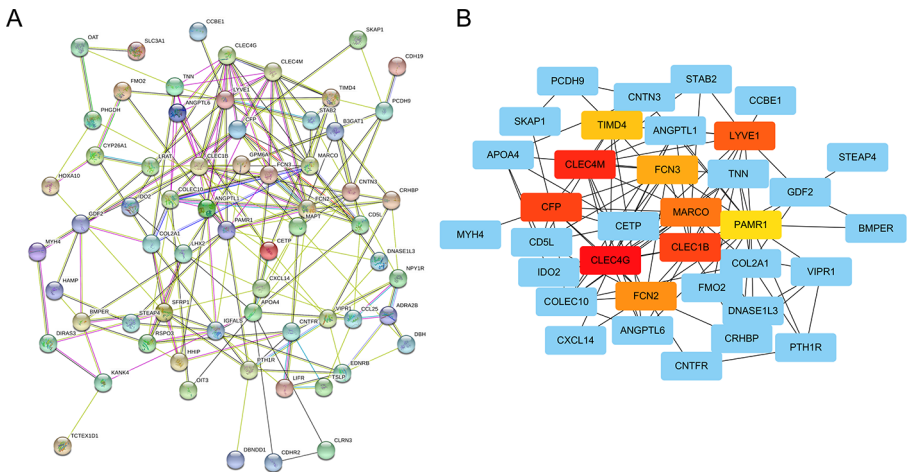 A
B
CCBE1
SKAP1
OAT
SLC3A1
CLEC4G
CLEC4M
CDH19
TNN
FMO2
LYVE1
TIMD4
PCDH9
ANGPTL6
STAB2
PHGDH
CFP
B3GAT1
CYP26A1
LRAT
CLEC1B
GPM6A
MARCO
FCN3
HOXA10
COLEC10
CNTN3
CRHBP
IDO2
ANGPTL1
FCN2
GDF2
PAMR1
MAPT
CD5L
MYH4
COL2A1
LHX2
CETP
DNASE1L3
HAMP
CXCL14
NPY1R
SFRP1
APOA4
BMPER
STEAP4
VIPR1
CCL25
ADRA2B
DIRAS3
RSPO3
IGFALS
CNTFR
DBH
HHIP
PTH1R
EDNRB
KANK4
OIT3
LIFR
TSLP
TCTEX1D1
CLRN3
DBNDD1
CDHR2
PCDH9
STAB2
CNTN3
CCBE1
SKAP1
TIMD4
ANGPTL1
LYVE1
APOA4
CLEC4M
FCN3
TNN
STEAP4
GDF2
CFP
MARCO
PAMR1
MYH4
CETP
BMPER
CD5L
CLEC1B
IDO2
CLEC4G
COL2A1
VIPR1
COLEC10
FCN2
FMO2
DNASE1L3
CXCL14
ANGPTL6
CRHBP
PTH1R
CNTFR